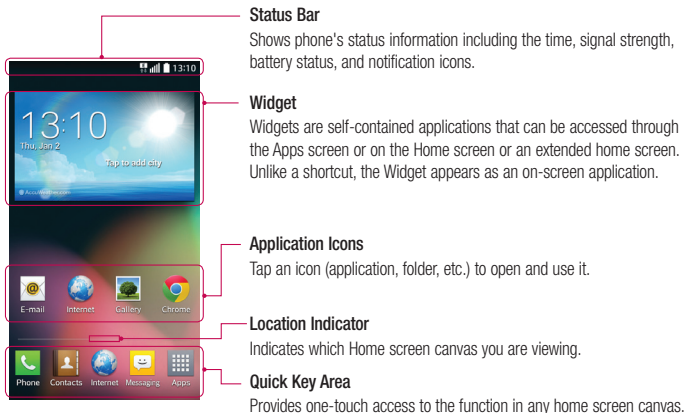 Status Bar
Shows phone's status information including the time, signal strength,
battery status, and notification icons.
13:10
Widget
Widgets are self-contained applications that can be accessed through
the Apps screen or on the Home screen or an extended home screen.
Unlike a shortcut, the Widget appears as an on-screen application.
13:10
Thu, Jan 2
Tap to add city
AccuWeather.com
Application Icons
Tap an icon (application, folder, etc.) to open and use it.
E-mail Internet Gallery Chrome
Location Indicator
Indicates which Home screen canvas you are viewing.
Quick Key Area
Provides one-touch access to the function in any home screen canvas.
Phone Contacts Internet Messaging Apps